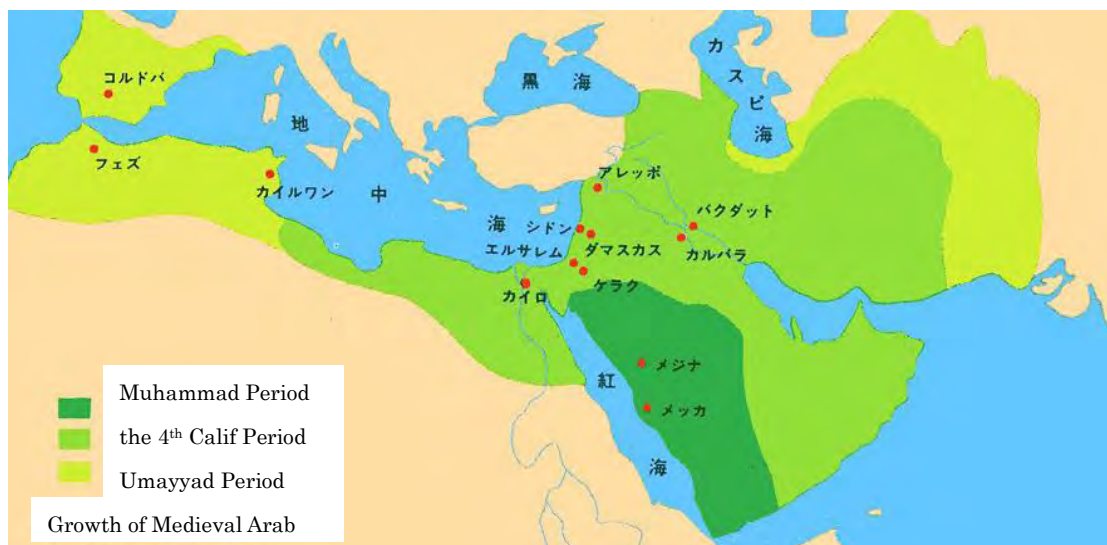 コルドバ
フェズ
カイルワン
地中海
黒海
カスピ海
アレッポ
バクダット
シドン
ダマスカス
カルバラ
エルサレム
ケラク
カイロ
メジナ
メッカ
紅海
Muhammad Period
the 4th Calif Period
Umayyad Period
Growth of Medieval Arab